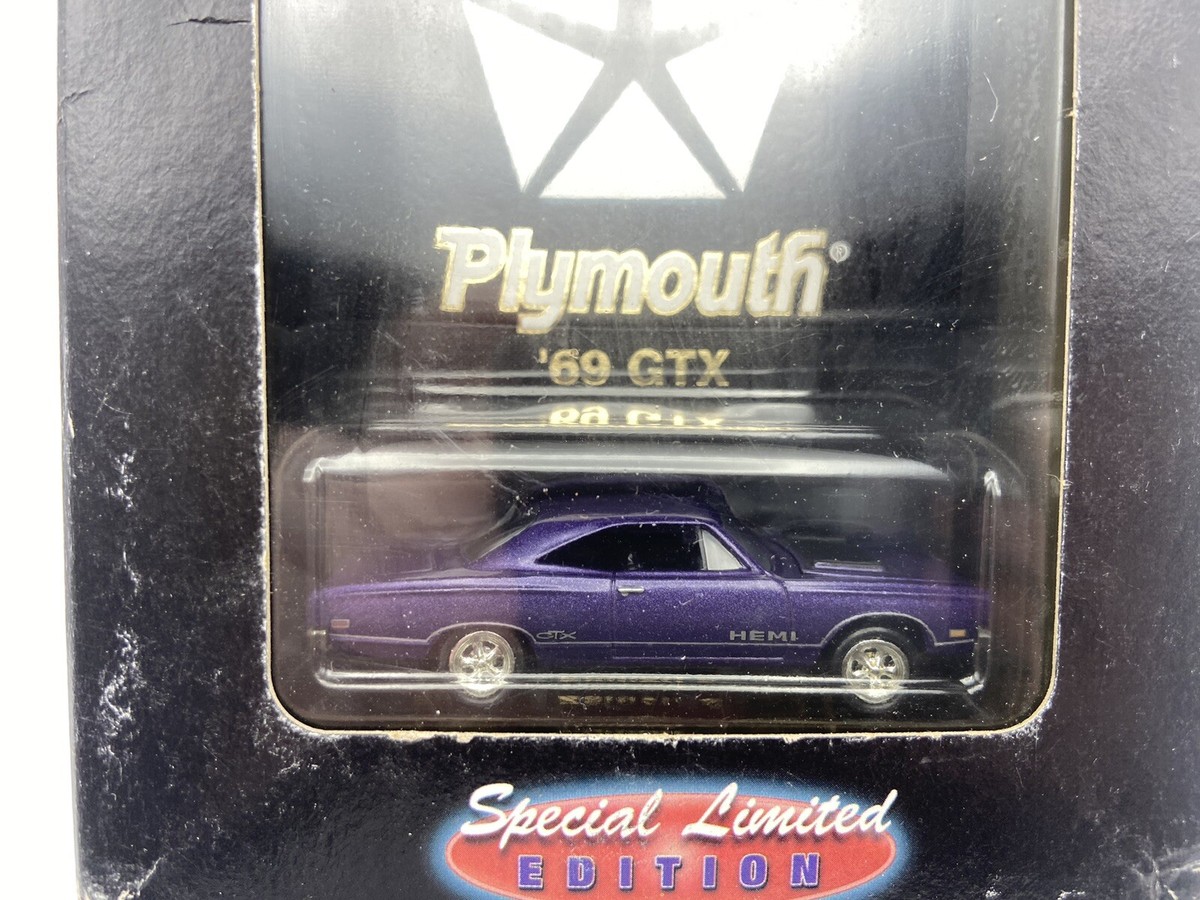 Plymouth®
'69 GTX
GTX
HEMI
Special Limited
EDITION